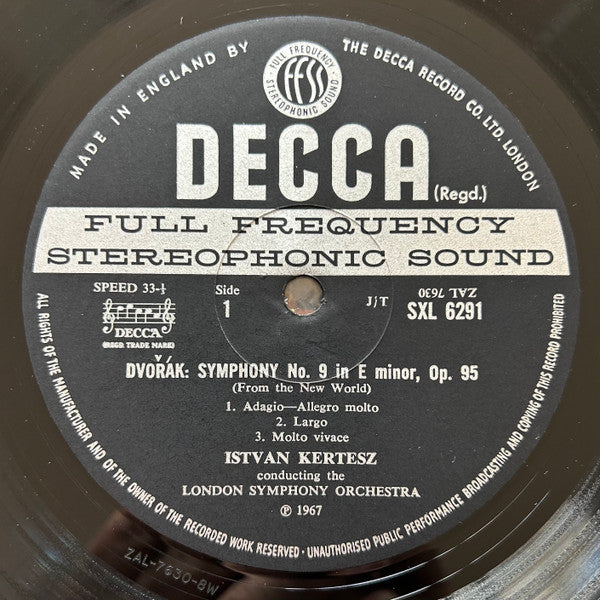 MADE IN ENGLAND BY
THE DECCA RECORD CO. LTD. LONDON
FULL FREQUENCY
FFSS
STEREOPHONIC SOUND
DECCA (Regd.)
FULL FREQUENCY
STEREOPHONIC SOUND
SPEED 33-⅓
Side
1
J/T
ZAL 7630
SXL 6291
DECCA
(REGD. TRADE MARK)
DVOŘÁK: SYMPHONY No. 9 in E minor, Op. 95
(From the New World)
1. Adagio—Allegro molto
2. Largo
3. Molto vivace
ISTVAN KERTESZ
conducting the
LONDON SYMPHONY ORCHESTRA
℗ 1967
ALL RIGHTS OF THE MANUFACTURER AND OF THE OWNER OF THE RECORDED WORK RESERVED · UNAUTHORISED PUBLIC PERFORMANCE BROADCASTING AND COPYING OF THIS RECORD PROHIBITED
ZAL-7630-8W